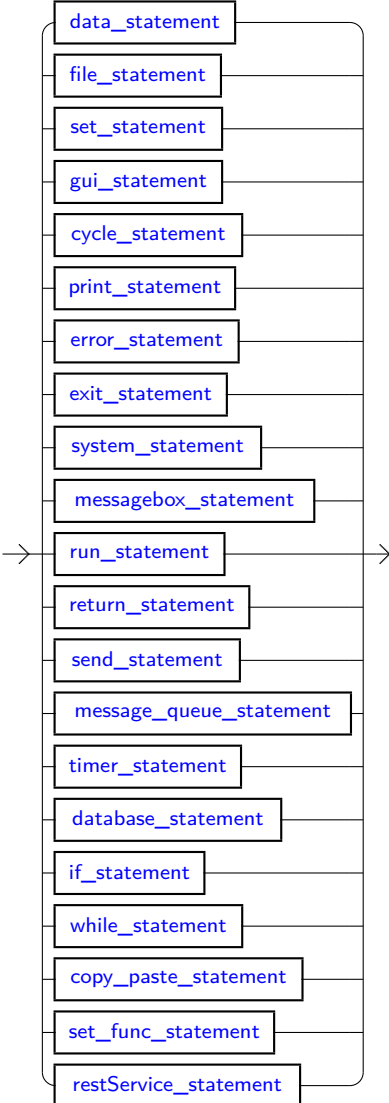 data_statement
file_statement
set_statement
gui_statement
cycle_statement
print_statement
error_statement
exit_statement
system_statement
messagebox_statement
run_statement
return_statement
send_statement
message_queue_statement
timer_statement
database_statement
if_statement
while_statement
copy_paste_statement
set_func_statement
restService_statement